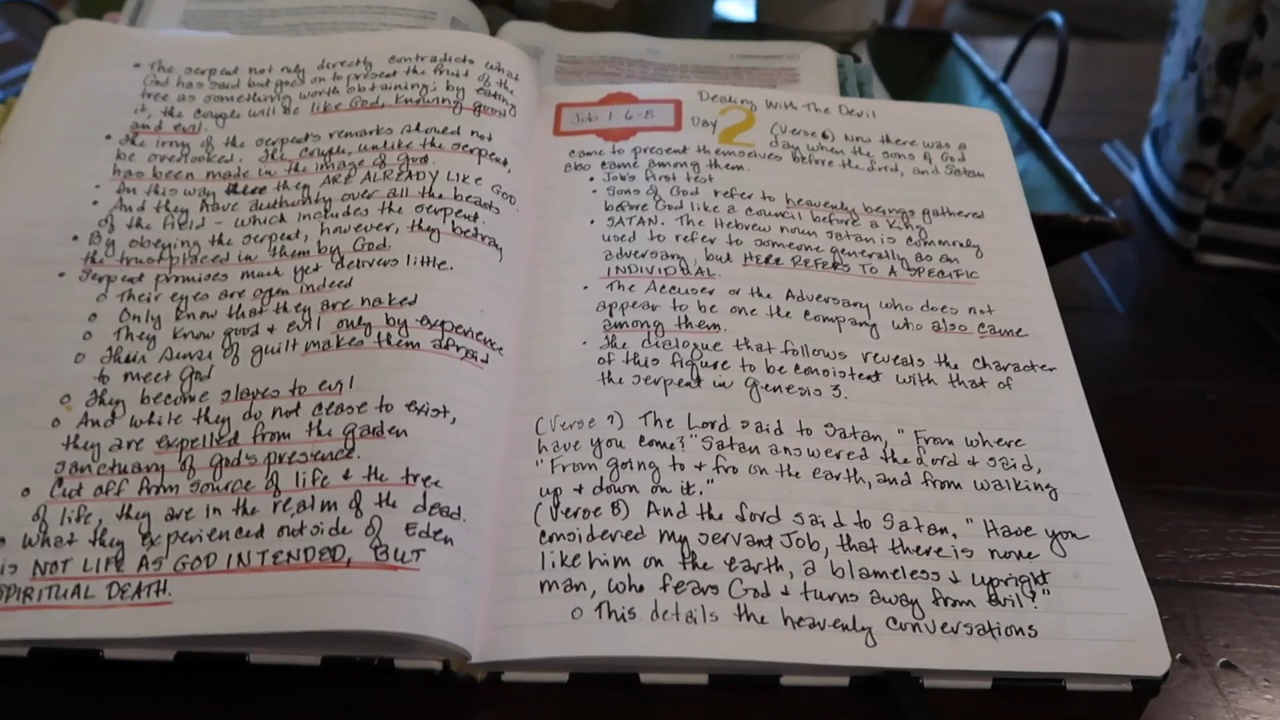 • The serpent not only directly contradicts what
God has said but goes on to present the fruit of the
tree as something worth obtaining; by eating
it, the couple will be like God, knowing good
and evil.
• The irony of the serpent's remarks should not
be overlooked. The couple, unlike the serpent,
has been made in the image of God.
• In this way they ARE ALREADY LIKE GOD.
• And they have authority over all the beasts
of the field - which includes the serpent.
• By obeying the serpent, however, they betray
the trust placed in them by God.
• Serpent promises much yet delivers little.
o Their eyes are open indeed
o Only know that they are naked
o They know good + evil only by experience
o Their sense of guilt makes them afraid
to meet God
o They become slaves to evil
o And while they do not cease to exist,
they are expelled from the garden
sanctuary of God's presence.
o Cut off from source of life + the tree
of life, they are in the realm of the dead.
o What they experienced outside of Eden
is NOT LIFE AS GOD INTENDED, BUT
SPIRITUAL DEATH.
Dealing With The Devil
Job 1:6-8
Day 2
(Verse 6) Now there was a
day when the sons of God
came to present themselves before the Lord, and Satan
also came among them.
• Job's first test
• Sons of God refer to heavenly beings gathered
before God like a council before a King
• SATAN. The Hebrew noun satan is commonly
used to refer to someone generally as an
adversary, but HERE REFERS TO A SPECIFIC
INDIVIDUAL.
• The Accuser or the Adversary who does not
appear to be one the company who also came
among them.
• The dialogue that follows reveals the character
of this figure to be consistent with that of
the serpent in Genesis 3.
(Verse 7) The Lord said to Satan, "From where
have you come?" Satan answered the Lord + said,
"From going to + fro on the earth, and from walking
up + down on it."
(Verse 8) And the Lord said to Satan, "Have you
considered my servant Job, that there is none
like him on the earth, a blameless + upright
man, who fears God + turns away from evil?"
o This details the heavenly conversations